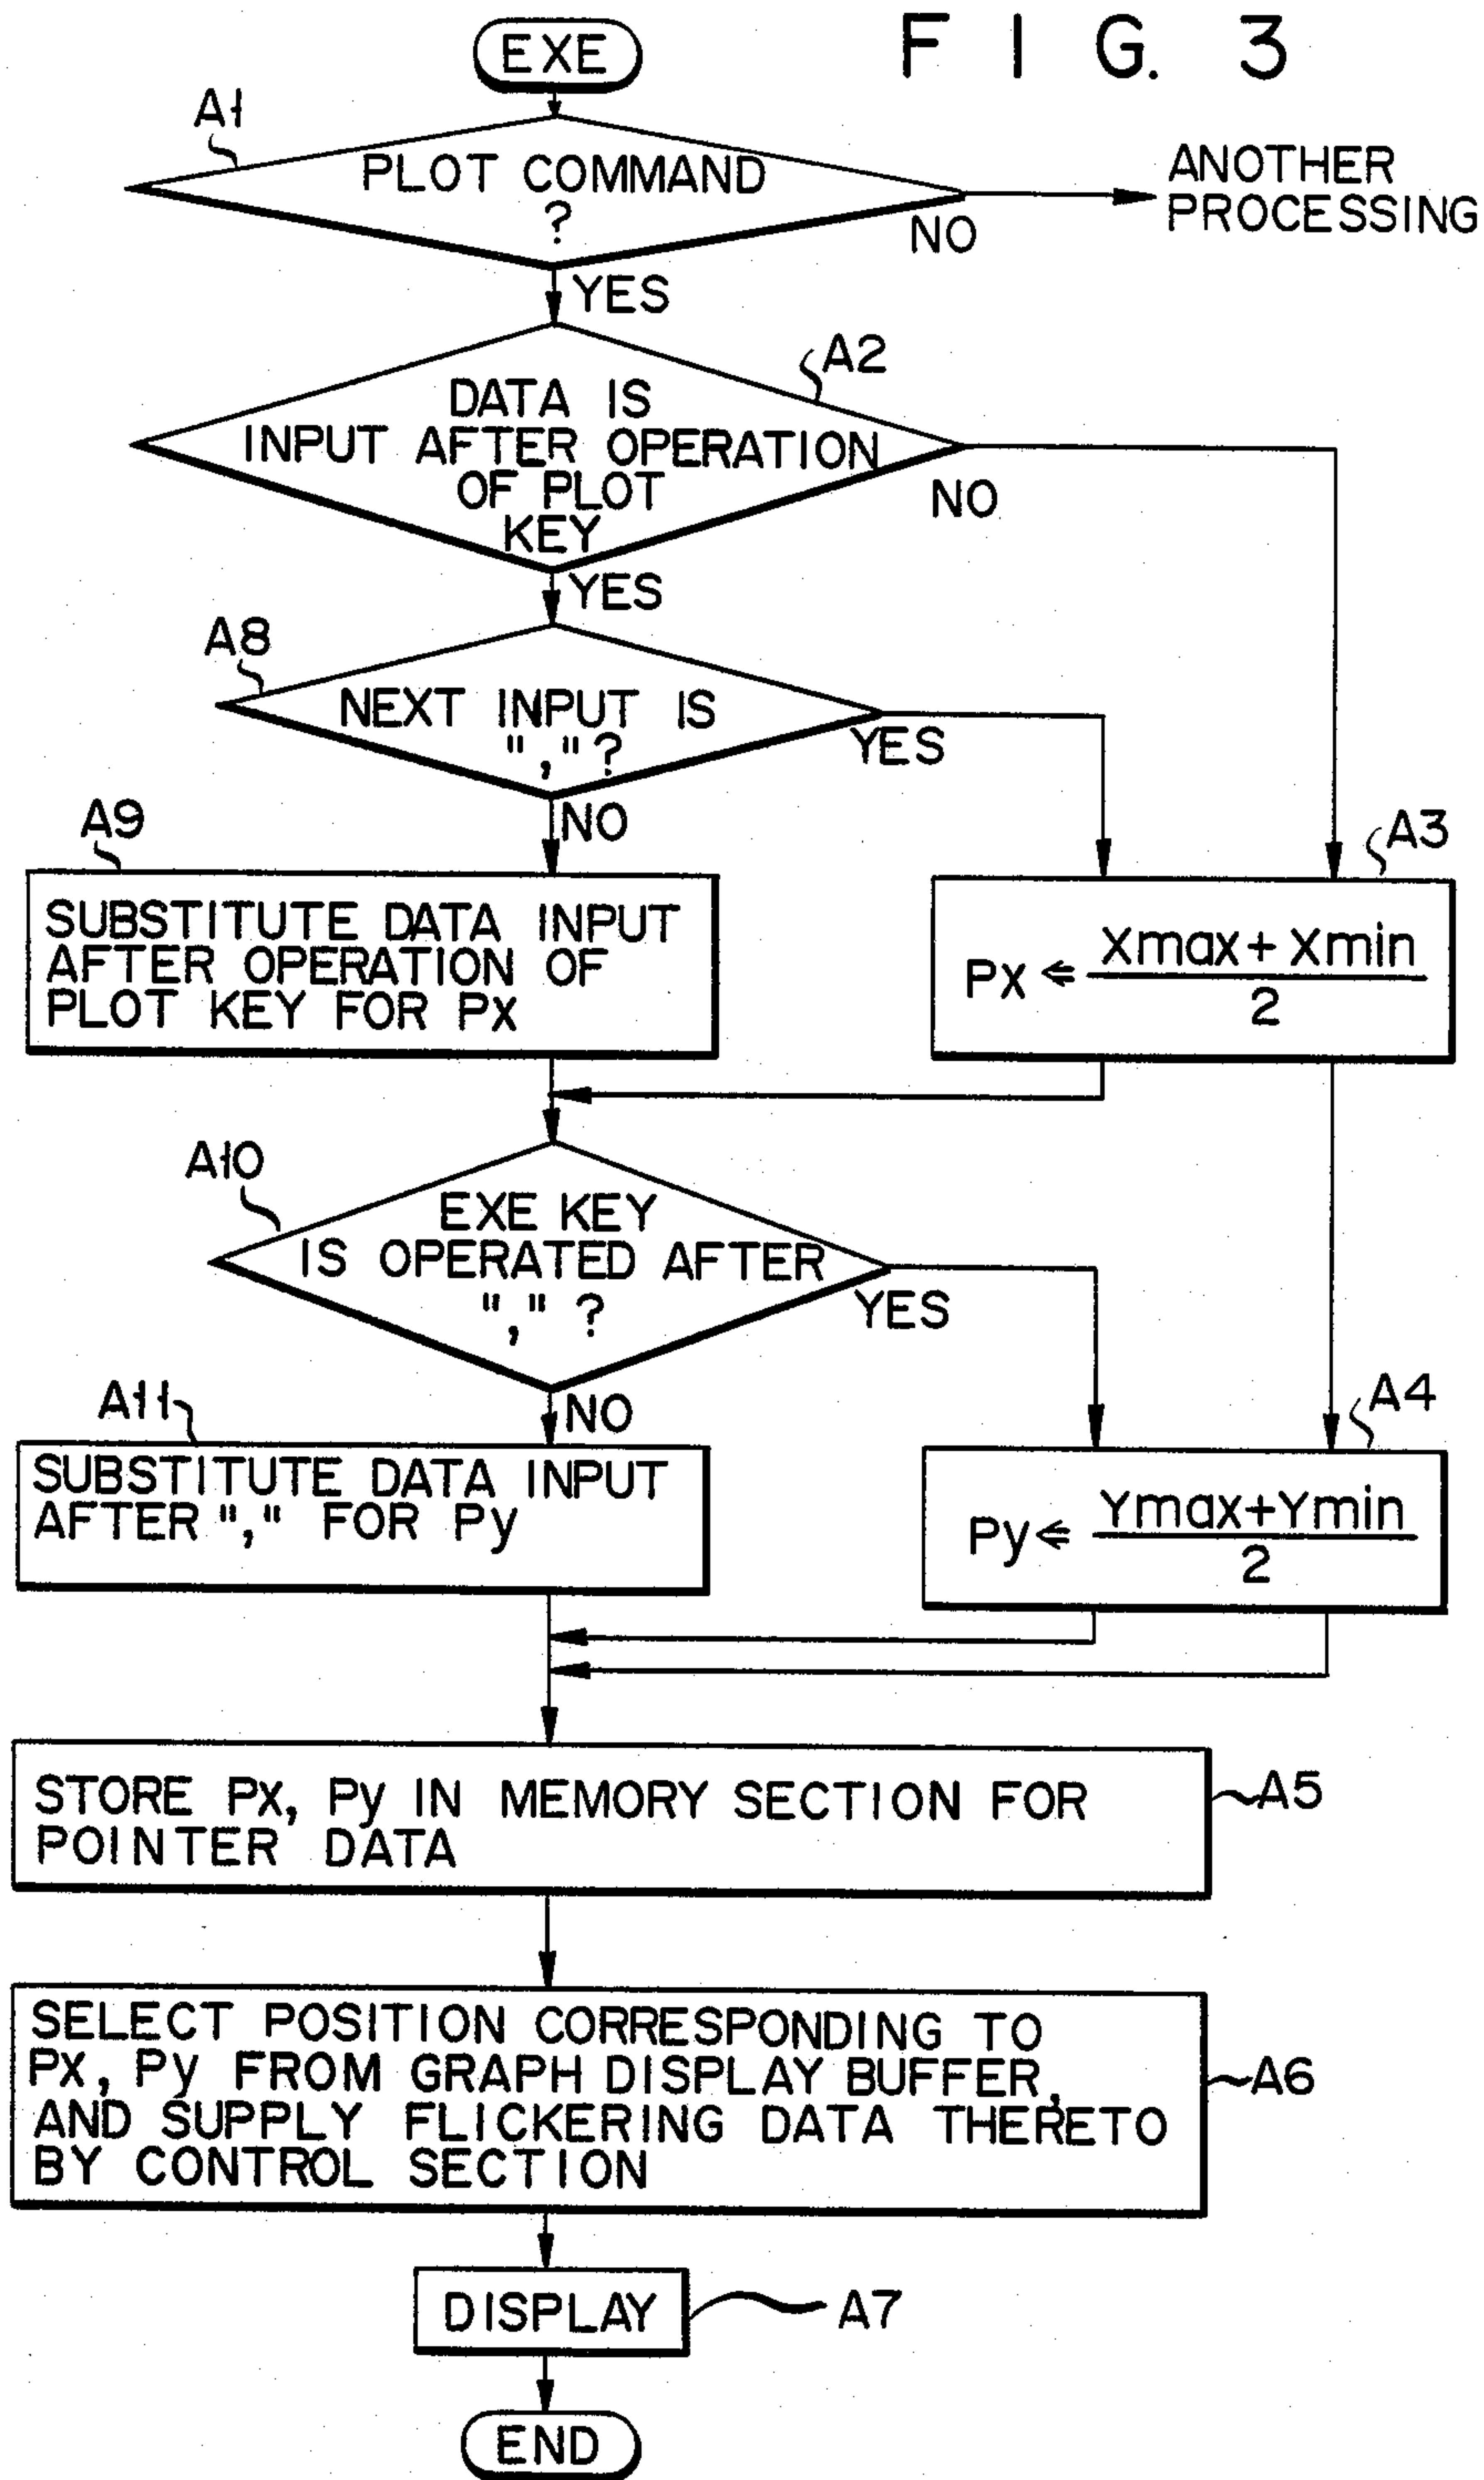 FIG. 3
EXE
A1
PLOT COMMAND
?
NO
ANOTHER
PROCESSING
YES
A2
DATA IS
INPUT AFTER OPERATION
OF PLOT
KEY
NO
YES
A8
NEXT INPUT IS
"," ?
YES
NO
A9
SUBSTITUTE DATA INPUT
AFTER OPERATION OF
PLOT KEY FOR Px
A3
Px ⇐ Xmax + Xmin
2
A10
EXE KEY
IS OPERATED AFTER
"," ?
YES
NO
A11
SUBSTITUTE DATA INPUT
AFTER "," FOR Py
A4
Py ⇐ Ymax+Ymin
2
STORE Px, Py IN MEMORY SECTION FOR
POINTER DATA
A5
SELECT POSITION CORRESPONDING TO
Px, Py FROM GRAPH DISPLAY BUFFER,
AND SUPPLY FLICKERING DATA THERETO
BY CONTROL SECTION
A6
DISPLAY
A7
END